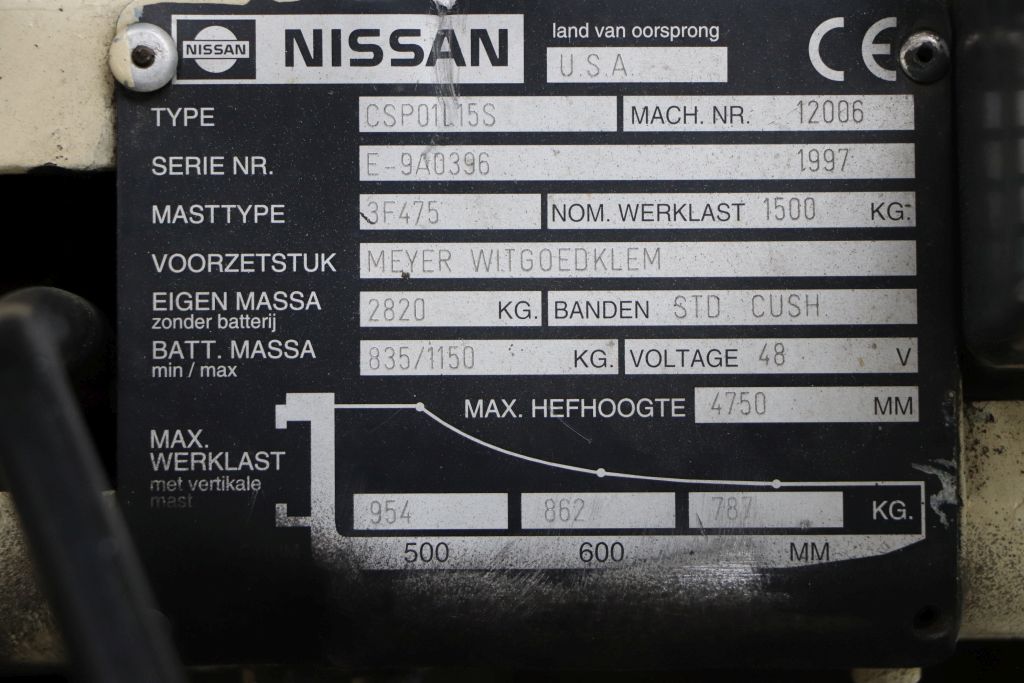 NISSAN NISSAN land van oorsprong
U.S.A. CE
TYPE CSP01L15S MACH. NR. 12006
SERIE NR. E-9A0396 1997
MASTTYPE 3F475 NOM. WERKLAST 1500 KG.
VOORZETSTUK MEYER WITGOEDKLEM
EIGEN MASSA 2820 KG. BANDEN STD CUSH.
zonder batterij
BATT. MASSA 835/1150 KG. VOLTAGE 48 V
min / max
MAX. HEFHOOGTE 4750 MM
MAX.
WERKLAST
met vertikale
mast
954 862 787 KG.
500 600 MM